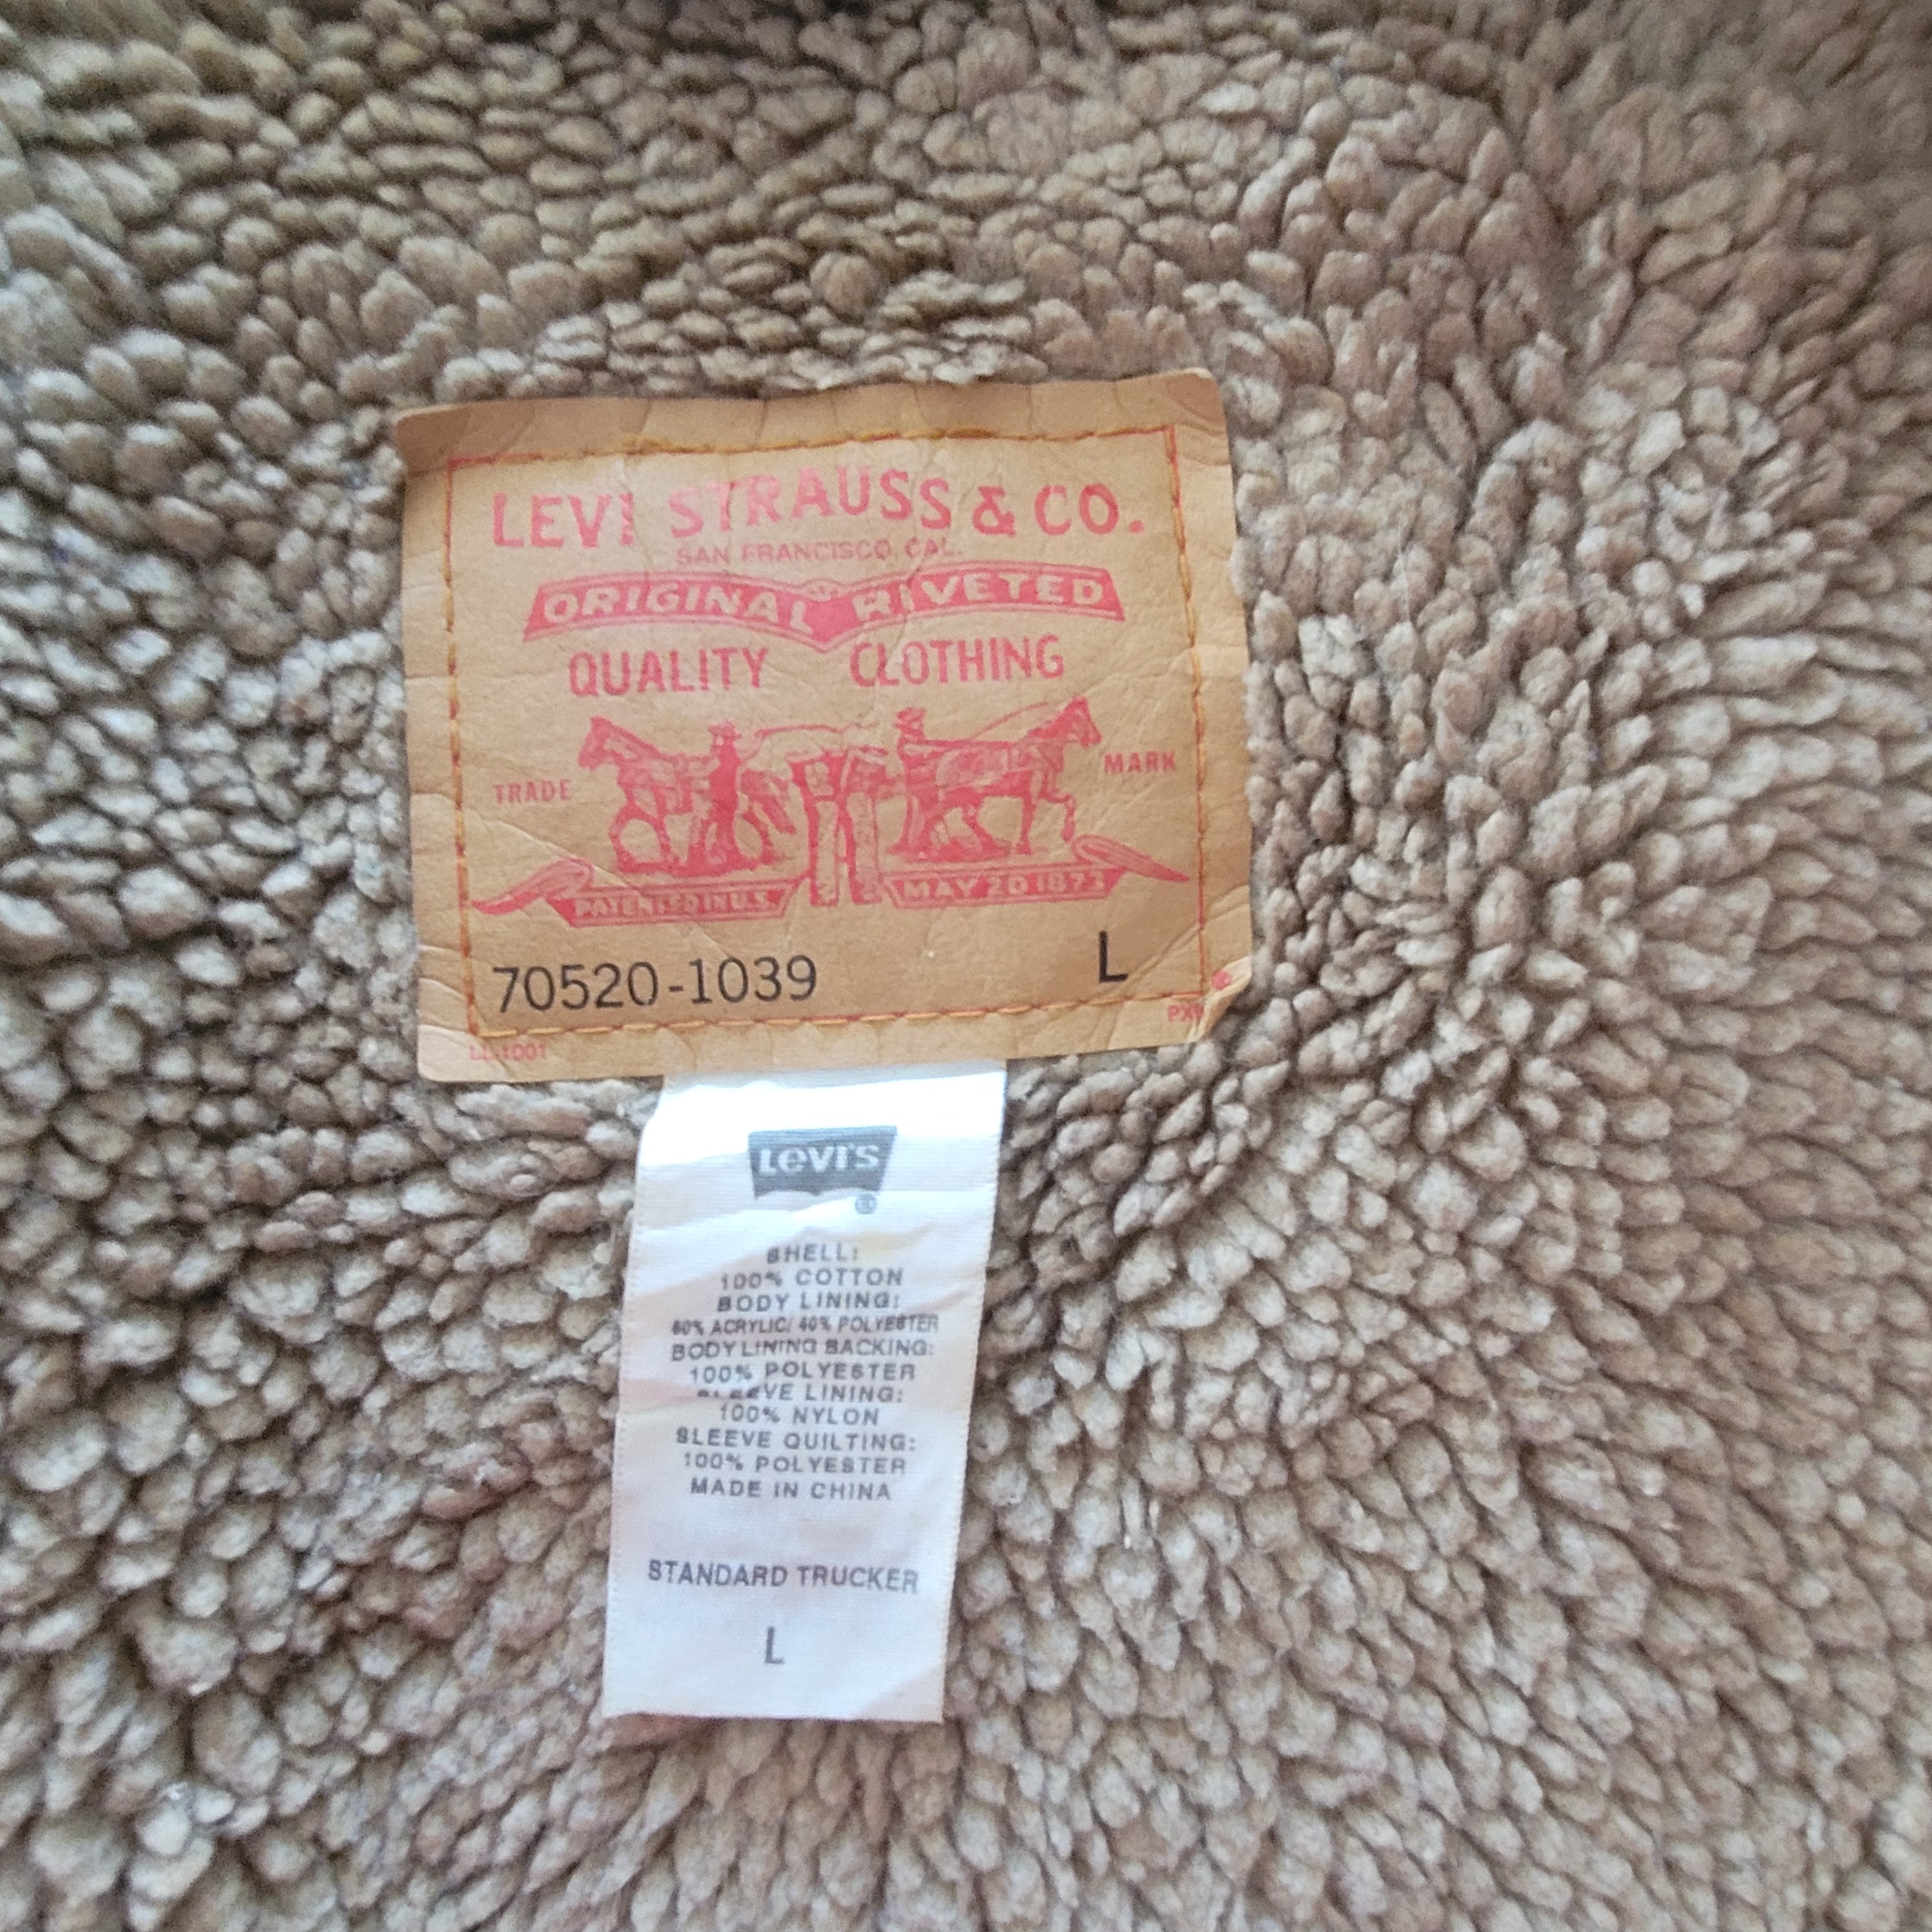 LEVI STRAUSS & CO.
SAN FRANCISCO, CAL.
ORIGINAL RIVETED
QUALITY CLOTHING
TRADE MARK
PATENTED IN U.S. MAY 20 1873
70520-1039 L
Levi's
®
SHELL:
100% COTTON
BODY LINING:
60% ACRYLIC/ 40% POLYESTER
BODY LINING BACKING:
100% POLYESTER
SLEEVE LINING:
100% NYLON
SLEEVE QUILTING:
100% POLYESTER
MADE IN CHINA
STANDARD TRUCKER
L